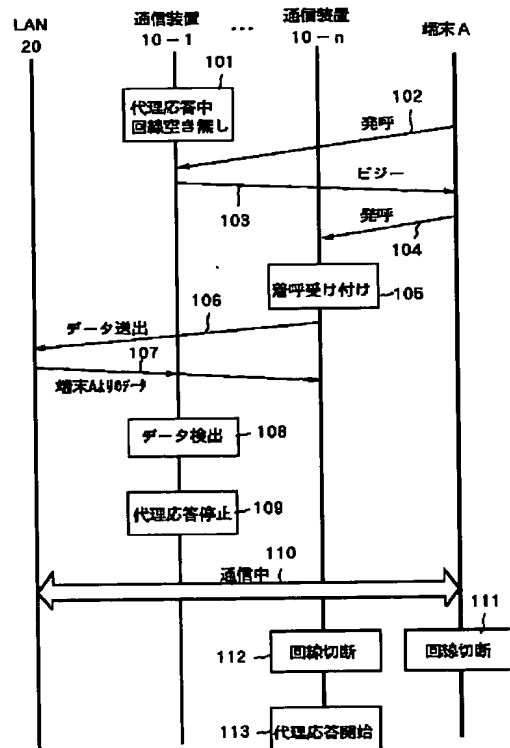 LAN
20
通信装置
10-1
…
通信装置
10-n
端末A
101
代理応答中
回線空き無し
102
発呼
ビジー
103
発呼
104
着呼受け付け
105
106
データ送出
107
端末Aよりのデータ
データ検出
108
代理応答停止
109
110
通信中
111
112
回線切断
回線切断
113
代理応答開始